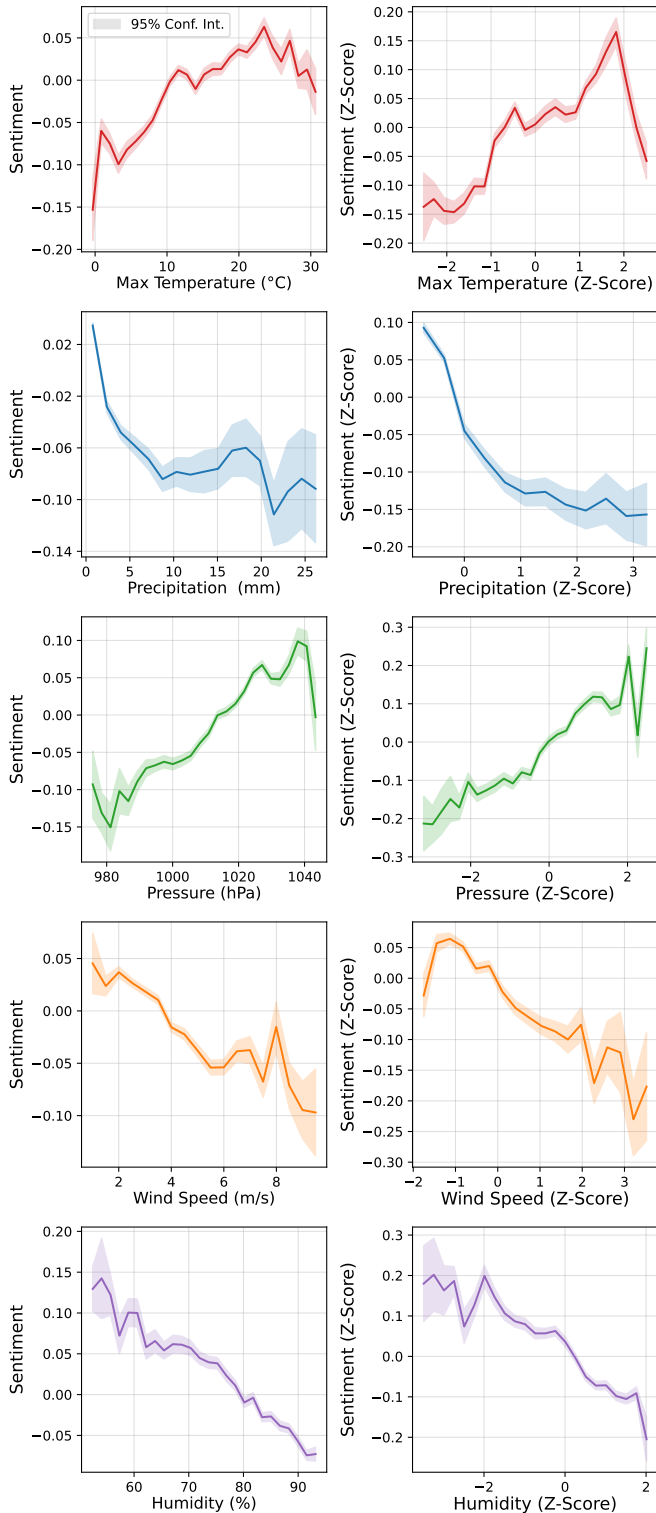 95% Conf. Int.
Sentiment
0.05
0.00
−0.05
−0.10
−0.15
−0.20
0 10 20 30
Max Temperature (°C)
Sentiment (Z-Score)
0.20
0.15
0.10
0.05
0.00
−0.05
−0.10
−0.15
−0.20
−2 −1 0 1 2
Max Temperature (Z-Score)
Sentiment
0.02
−0.02
−0.06
−0.10
−0.14
0 5 10 15 20 25
Precipitation  (mm)
Sentiment (Z-Score)
0.10
0.05
0.00
−0.05
−0.10
−0.15
−0.20
0 1 2 3
Precipitation (Z-Score)
Sentiment
0.10
0.05
0.00
−0.05
−0.10
−0.15
980 1000 1020 1040
Pressure (hPa)
Sentiment (Z-Score)
0.3
0.2
0.1
0.0
−0.1
−0.2
−0.3
−2 0 2
Pressure (Z-Score)
Sentiment
0.05
0.00
−0.05
−0.10
2 4 6 8
Wind Speed (m/s)
Sentiment (Z-Score)
0.05
0.00
−0.05
−0.10
−0.15
−0.20
−0.25
−0.30
−2 −1 0 1 2 3
Wind Speed (Z-Score)
Sentiment
0.20
0.15
0.10
0.05
0.00
−0.05
60 70 80 90
Humidity (%)
Sentiment (Z-Score)
0.3
0.2
0.1
0.0
−0.1
−0.2
−2 0 2
Humidity (Z-Score)